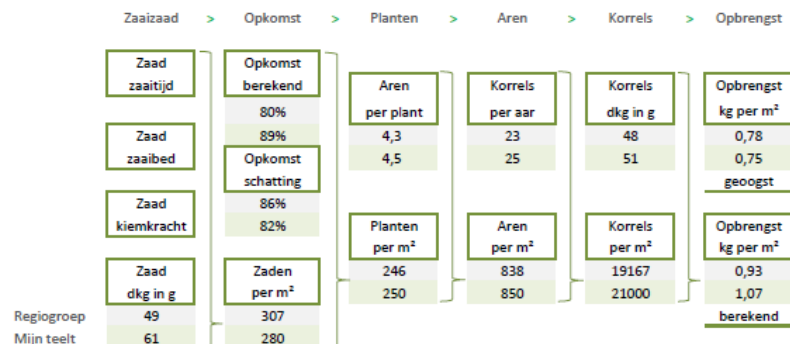 Zaaizaad > Opkomst > Planten > Aren > Korrels > Opbrengst
Zaad
zaaitijd
Zaad
zaaibed
Zaad
kiemkracht
Zaad
dkg in g
Regiogroep 49
Mijn teelt 61
Opkomst
berekend
80%
89%
Opkomst
schatting
86%
82%
Zaden
per m²
307
280
Aren
per plant
4,3
4,5
Planten
per m²
246
250
Korrels
per aar
23
25
Aren
per m²
838
850
Korrels
dkg in g
48
51
Korrels
per m²
19167
21000
Opbrengst
kg per m²
0,78
0,75
geoogst
Opbrengst
kg per m²
0,93
1,07
berekend